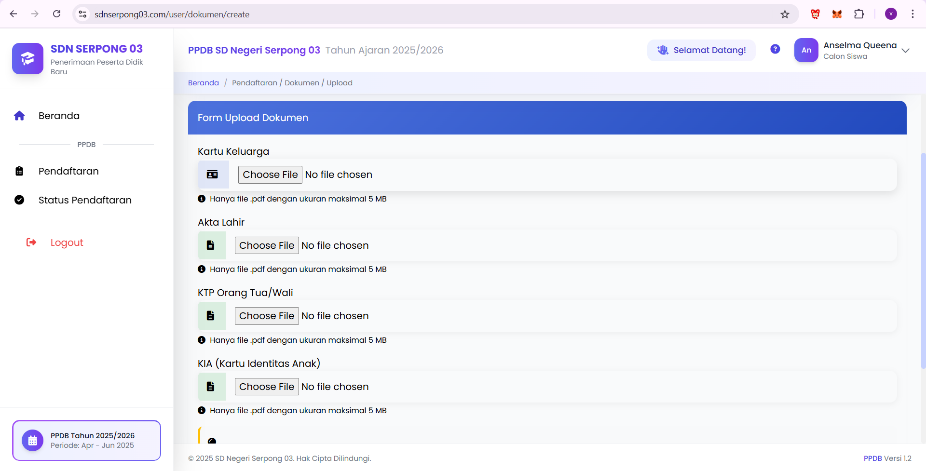 sdnserpong03.com/user/dokumen/create
SDN SERPONG 03
Penerimaan Peserta Didik
Baru
PPDB SD Negeri Serpong 03 Tahun Ajaran 2025/2026
Selamat Datang!
?
An
Anselma Queena
Calon Siswa
Beranda / Pendaftaran / Dokumen / Upload
Beranda
PPDB
Pendaftaran
Status Pendaftaran
Logout
Form Upload Dokumen
Kartu Keluarga
Choose File No file chosen
Hanya file .pdf dengan ukuran maksimal 5 MB
Akta Lahir
Choose File No file chosen
Hanya file .pdf dengan ukuran maksimal 5 MB
KTP Orang Tua/Wali
Choose File No file chosen
Hanya file .pdf dengan ukuran maksimal 5 MB
KIA (Kartu Identitas Anak)
Choose File No file chosen
Hanya file .pdf dengan ukuran maksimal 5 MB
PPDB Tahun 2025/2026
Periode: Apr - Jun 2025
© 2025 SD Negeri Serpong 03. Hak Cipta Dilindungi.
PPDB Versi 1.2